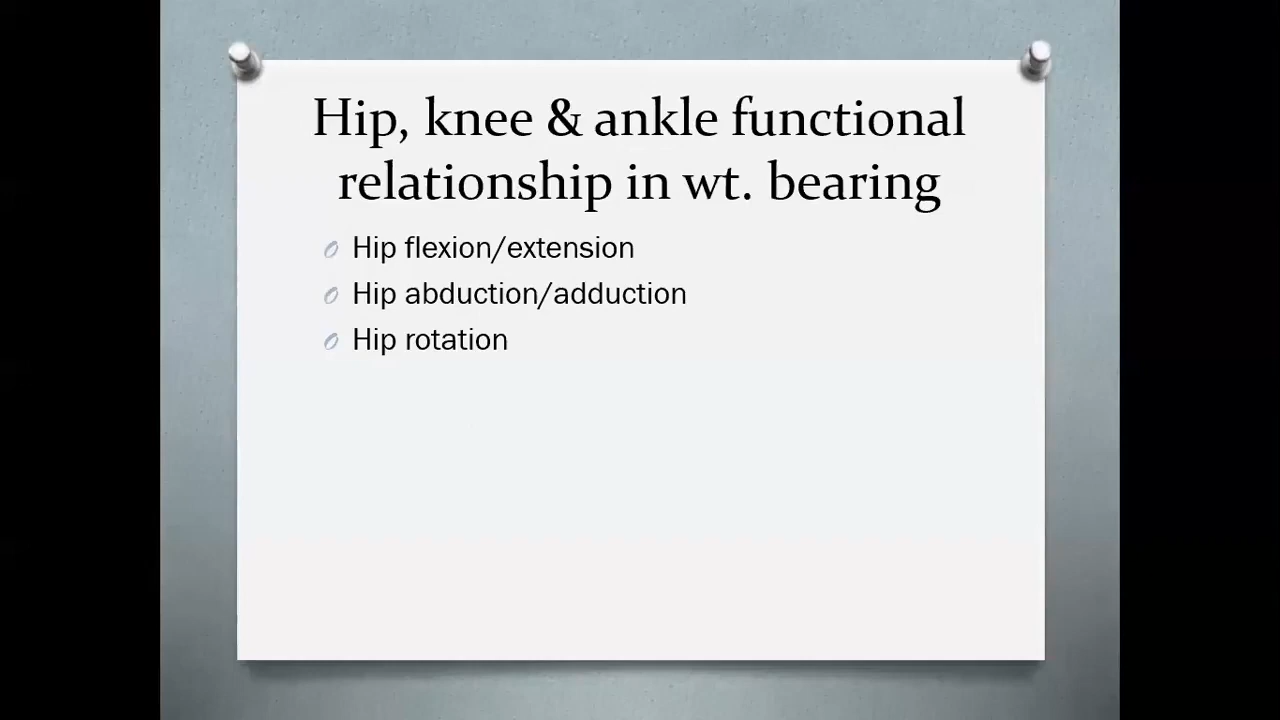 Hip, knee & ankle functional
relationship in wt. bearing
Hip flexion/extension
Hip abduction/adduction
Hip rotation